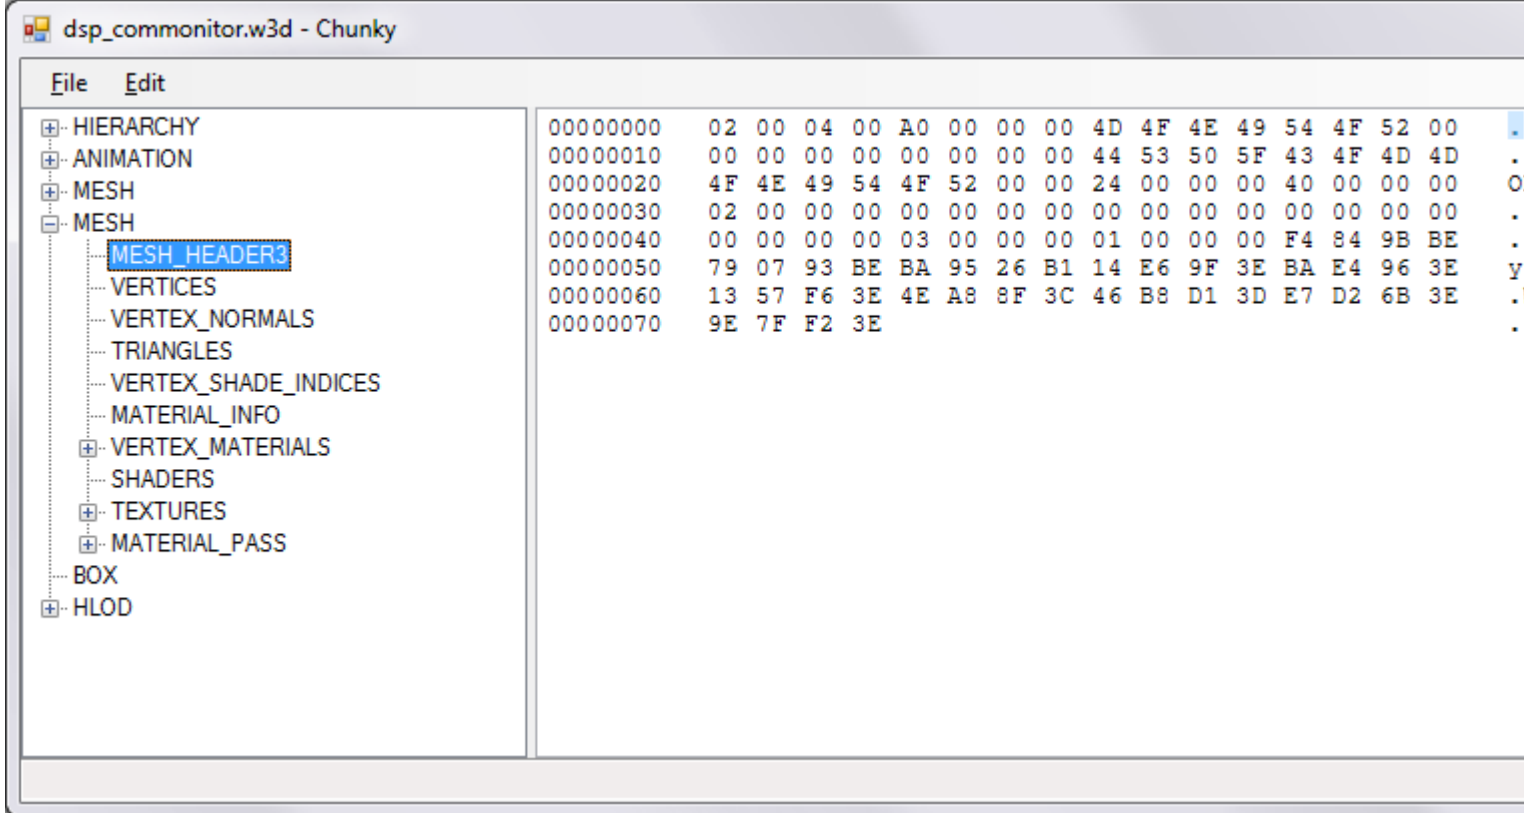 dsp_commonitor.w3d - Chunky
File Edit
HIERARCHY
ANIMATION
MESH
MESH
MESH_HEADER3
VERTICES
VERTEX_NORMALS
TRIANGLES
VERTEX_SHADE_INDICES
MATERIAL_INFO
VERTEX_MATERIALS
SHADERS
TEXTURES
MATERIAL_PASS
BOX
HLOD
00000000 02 00 04 00 A0 00 00 00 4D 4F 4E 49 54 4F 52 00 .
00000010 00 00 00 00 00 00 00 00 44 53 50 5F 43 4F 4D 4D .
00000020 4F 4E 49 54 4F 52 00 00 24 00 00 00 40 00 00 00 O
00000030 02 00 00 00 00 00 00 00 00 00 00 00 00 00 00 00 .
00000040 00 00 00 00 03 00 00 00 01 00 00 00 F4 84 9B BE .
00000050 79 07 93 BE BA 95 26 B1 14 E6 9F 3E BA E4 96 3E y
00000060 13 57 F6 3E 4E A8 8F 3C 46 B8 D1 3D E7 D2 6B 3E .
00000070 9E 7F F2 3E .